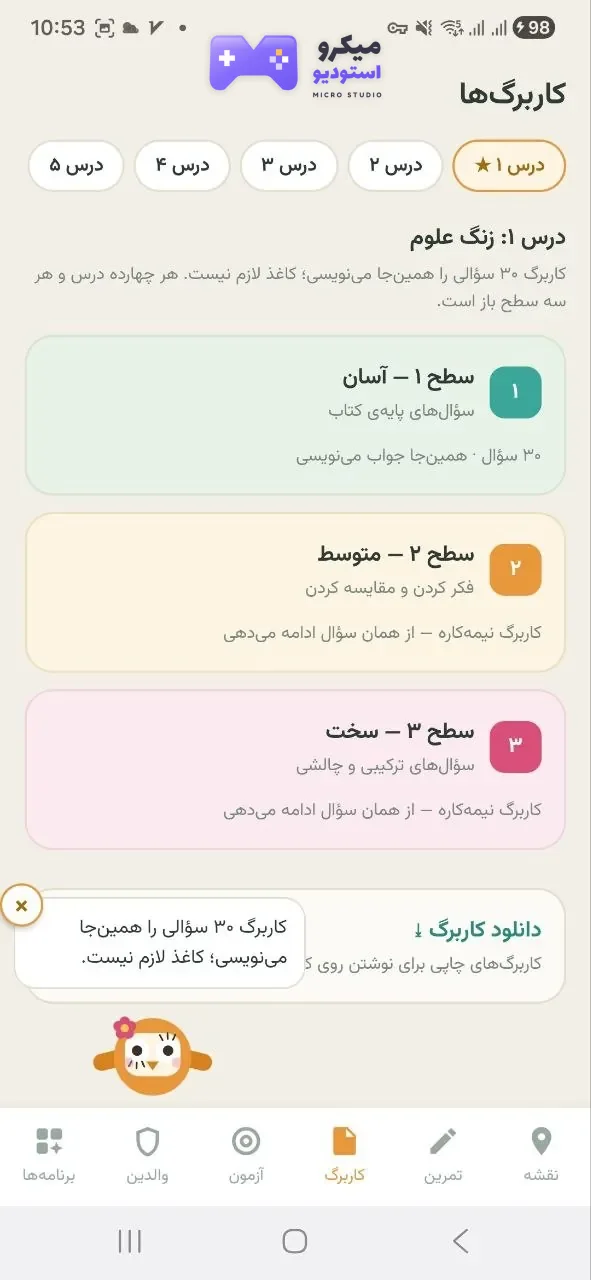 10:53
98
میکرو
استودیو
MICRO STUDIO
کاربرگ‌ها
درس ۱ ★
درس ۲
درس ۳
درس ۴
درس ۵
درس ۱: زنگ علوم
کاربرگ ۳۰ سؤالی را همین‌جا می‌نویسی؛ کاغذ لازم نیست. هر چهارده درس و هر
سه سطح باز است.
۱
سطح ۱ – آسان
سؤال‌های پایه‌ی کتاب
۳۰ سؤال · همین‌جا جواب می‌نویسی
۲
سطح ۲ – متوسط
فکر کردن و مقایسه کردن
کاربرگ نیمه‌کاره – از همان سؤال ادامه می‌دهی
۳
سطح ۳ – سخت
سؤال‌های ترکیبی و چالشی
کاربرگ نیمه‌کاره – از همان سؤال ادامه می‌دهی
دانلود کاربرگ ↓
کاربرگ‌های چاپی برای نوشتن روی
×
کاربرگ ۳۰ سؤالی را همین‌جا
می‌نویسی؛ کاغذ لازم نیست.
نقشه
تمرین
کاربرگ
آزمون
والدین
برنامه‌ها